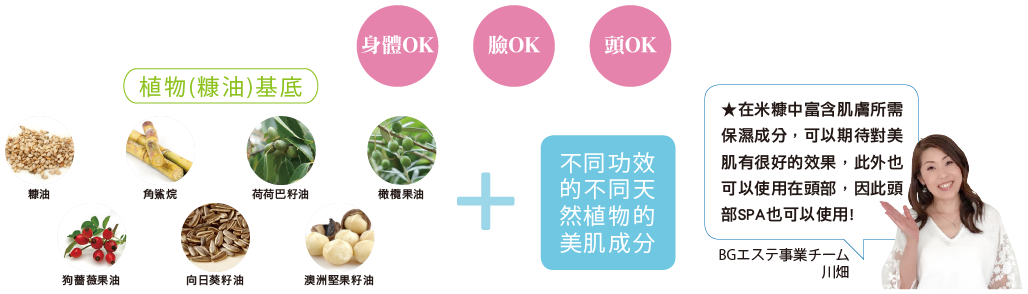 身體OK
臉OK
頭OK
植物(糠油)基底
糠油
角鯊烷
荷荷巴籽油
橄欖果油
狗薔薇果油
向日葵籽油
澳洲堅果籽油
不同功效
的不同天
然植物的
美肌成分
★在米糠中富含肌膚所需
保濕成分，可以期待對美
肌有很好的效果，此外也
可以使用在頭部，因此頭
部SPA也可以使用!
BGエステ事業チーム
川畑